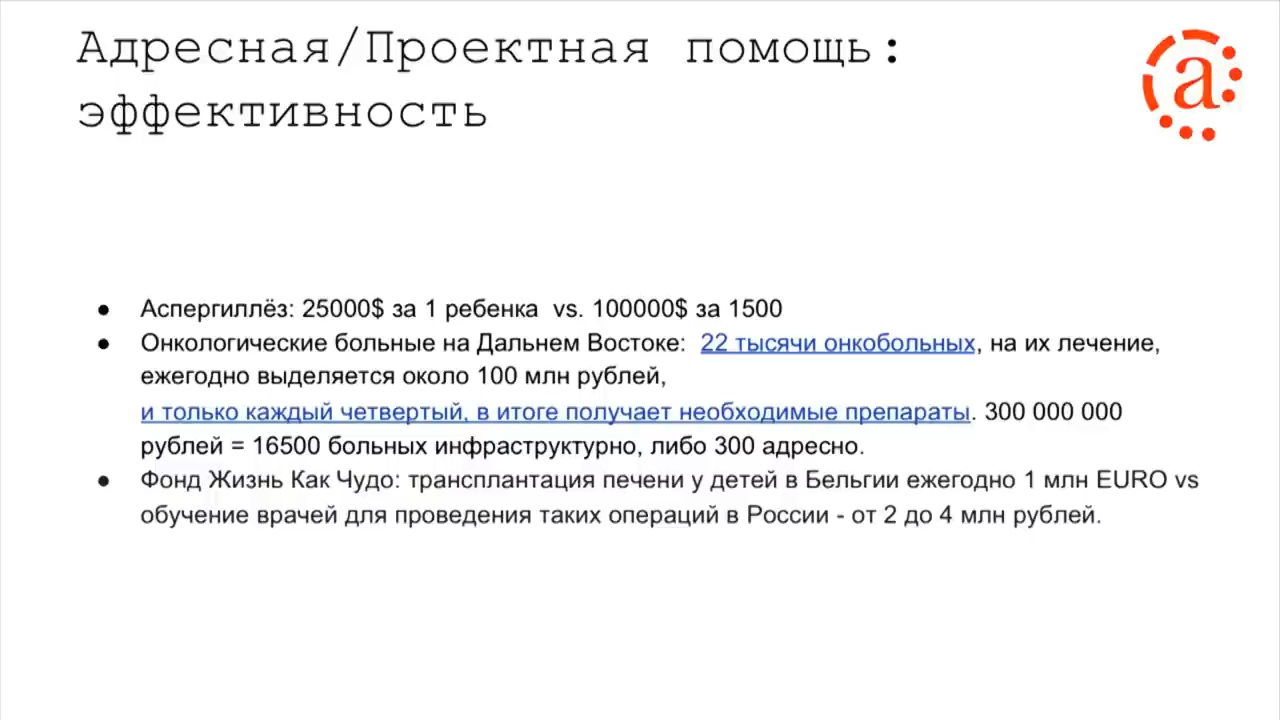 Адресная/Проектная помощь:
эффективность
a
● Аспергиллёз: 25000$ за 1 ребенка vs. 100000$ за 1500
● Онкологические больные на Дальнем Востоке: 22 тысячи онкобольных, на их лечение,
ежегодно выделяется около 100 млн рублей,
и только каждый четвертый, в итоге получает необходимые препараты. 300 000 000
рублей = 16500 больных инфраструктурно, либо 300 адресно.
● Фонд Жизнь Как Чудо: трансплантация печени у детей в Бельгии ежегодно 1 млн EURO vs
обучение врачей для проведения таких операций в России - от 2 до 4 млн рублей.